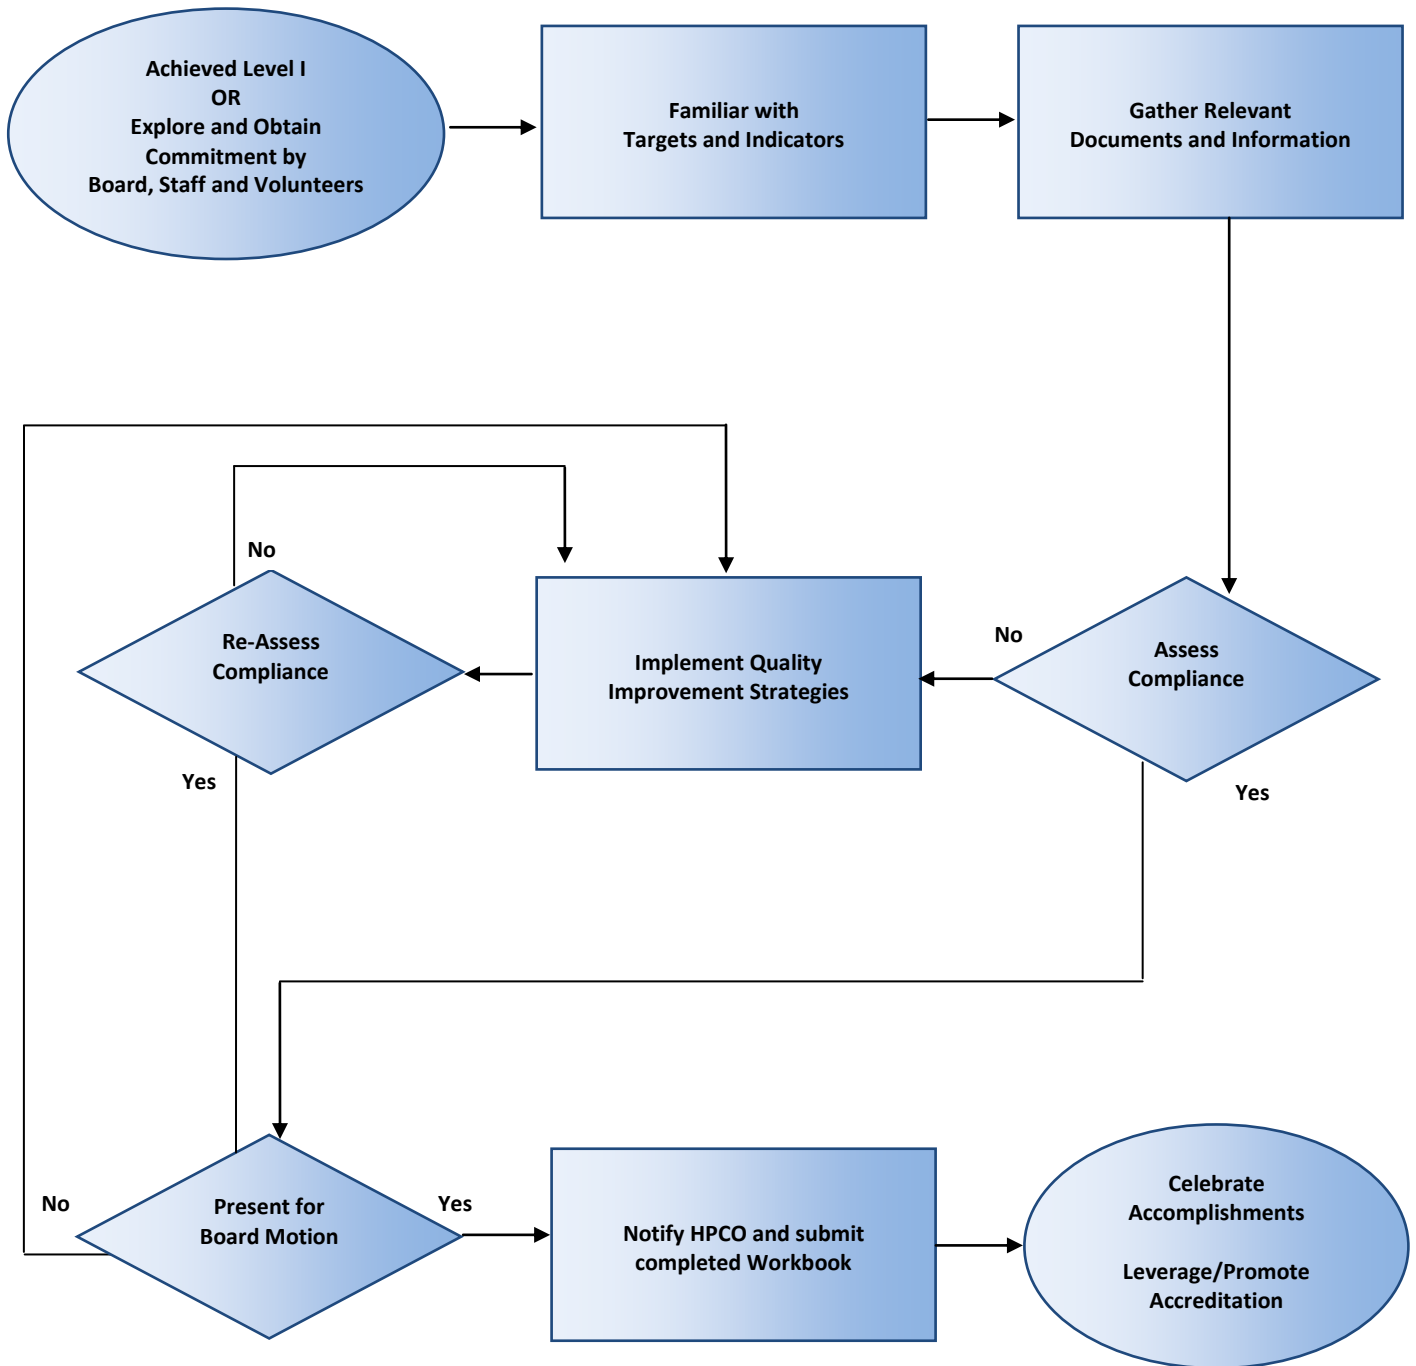 Achieved Level I
OR
Explore and Obtain
Commitment by
Board, Staff and Volunteers
Familiar with
Targets and Indicators
Gather Relevant
Documents and Information
No
Re-Assess
Compliance
Yes
Implement Quality
Improvement Strategies
No
Assess
Compliance
Yes
No
Present for
Board Motion
Yes
Notify HPCO and submit
completed Workbook
Celebrate
Accomplishments
Leverage/Promote
Accreditation